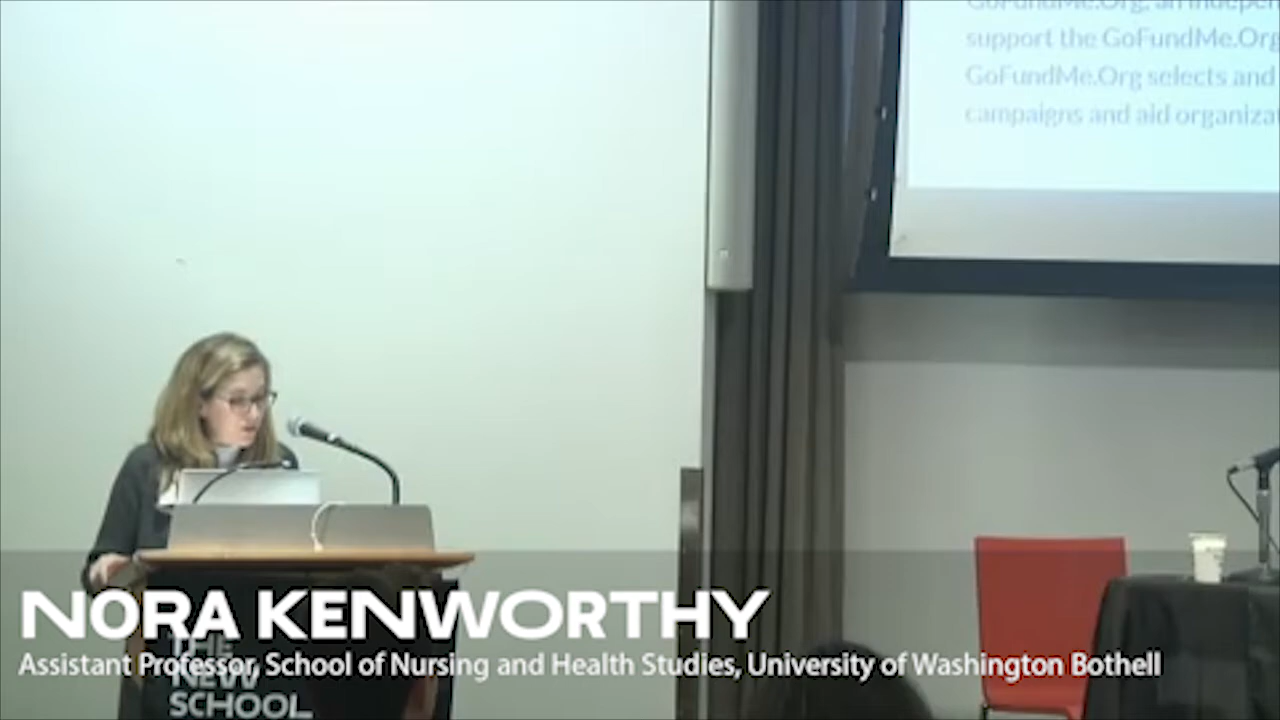 GoFundMe.Org, an indepen
support the GoFundMe.Org
GoFundMe.Org selects and
campaigns and aid organizat
NORA KENWORTHY
Assistant Professor, School of Nursing and Health Studies, University of Washington Bothell
THE
NEW
SCHOOL